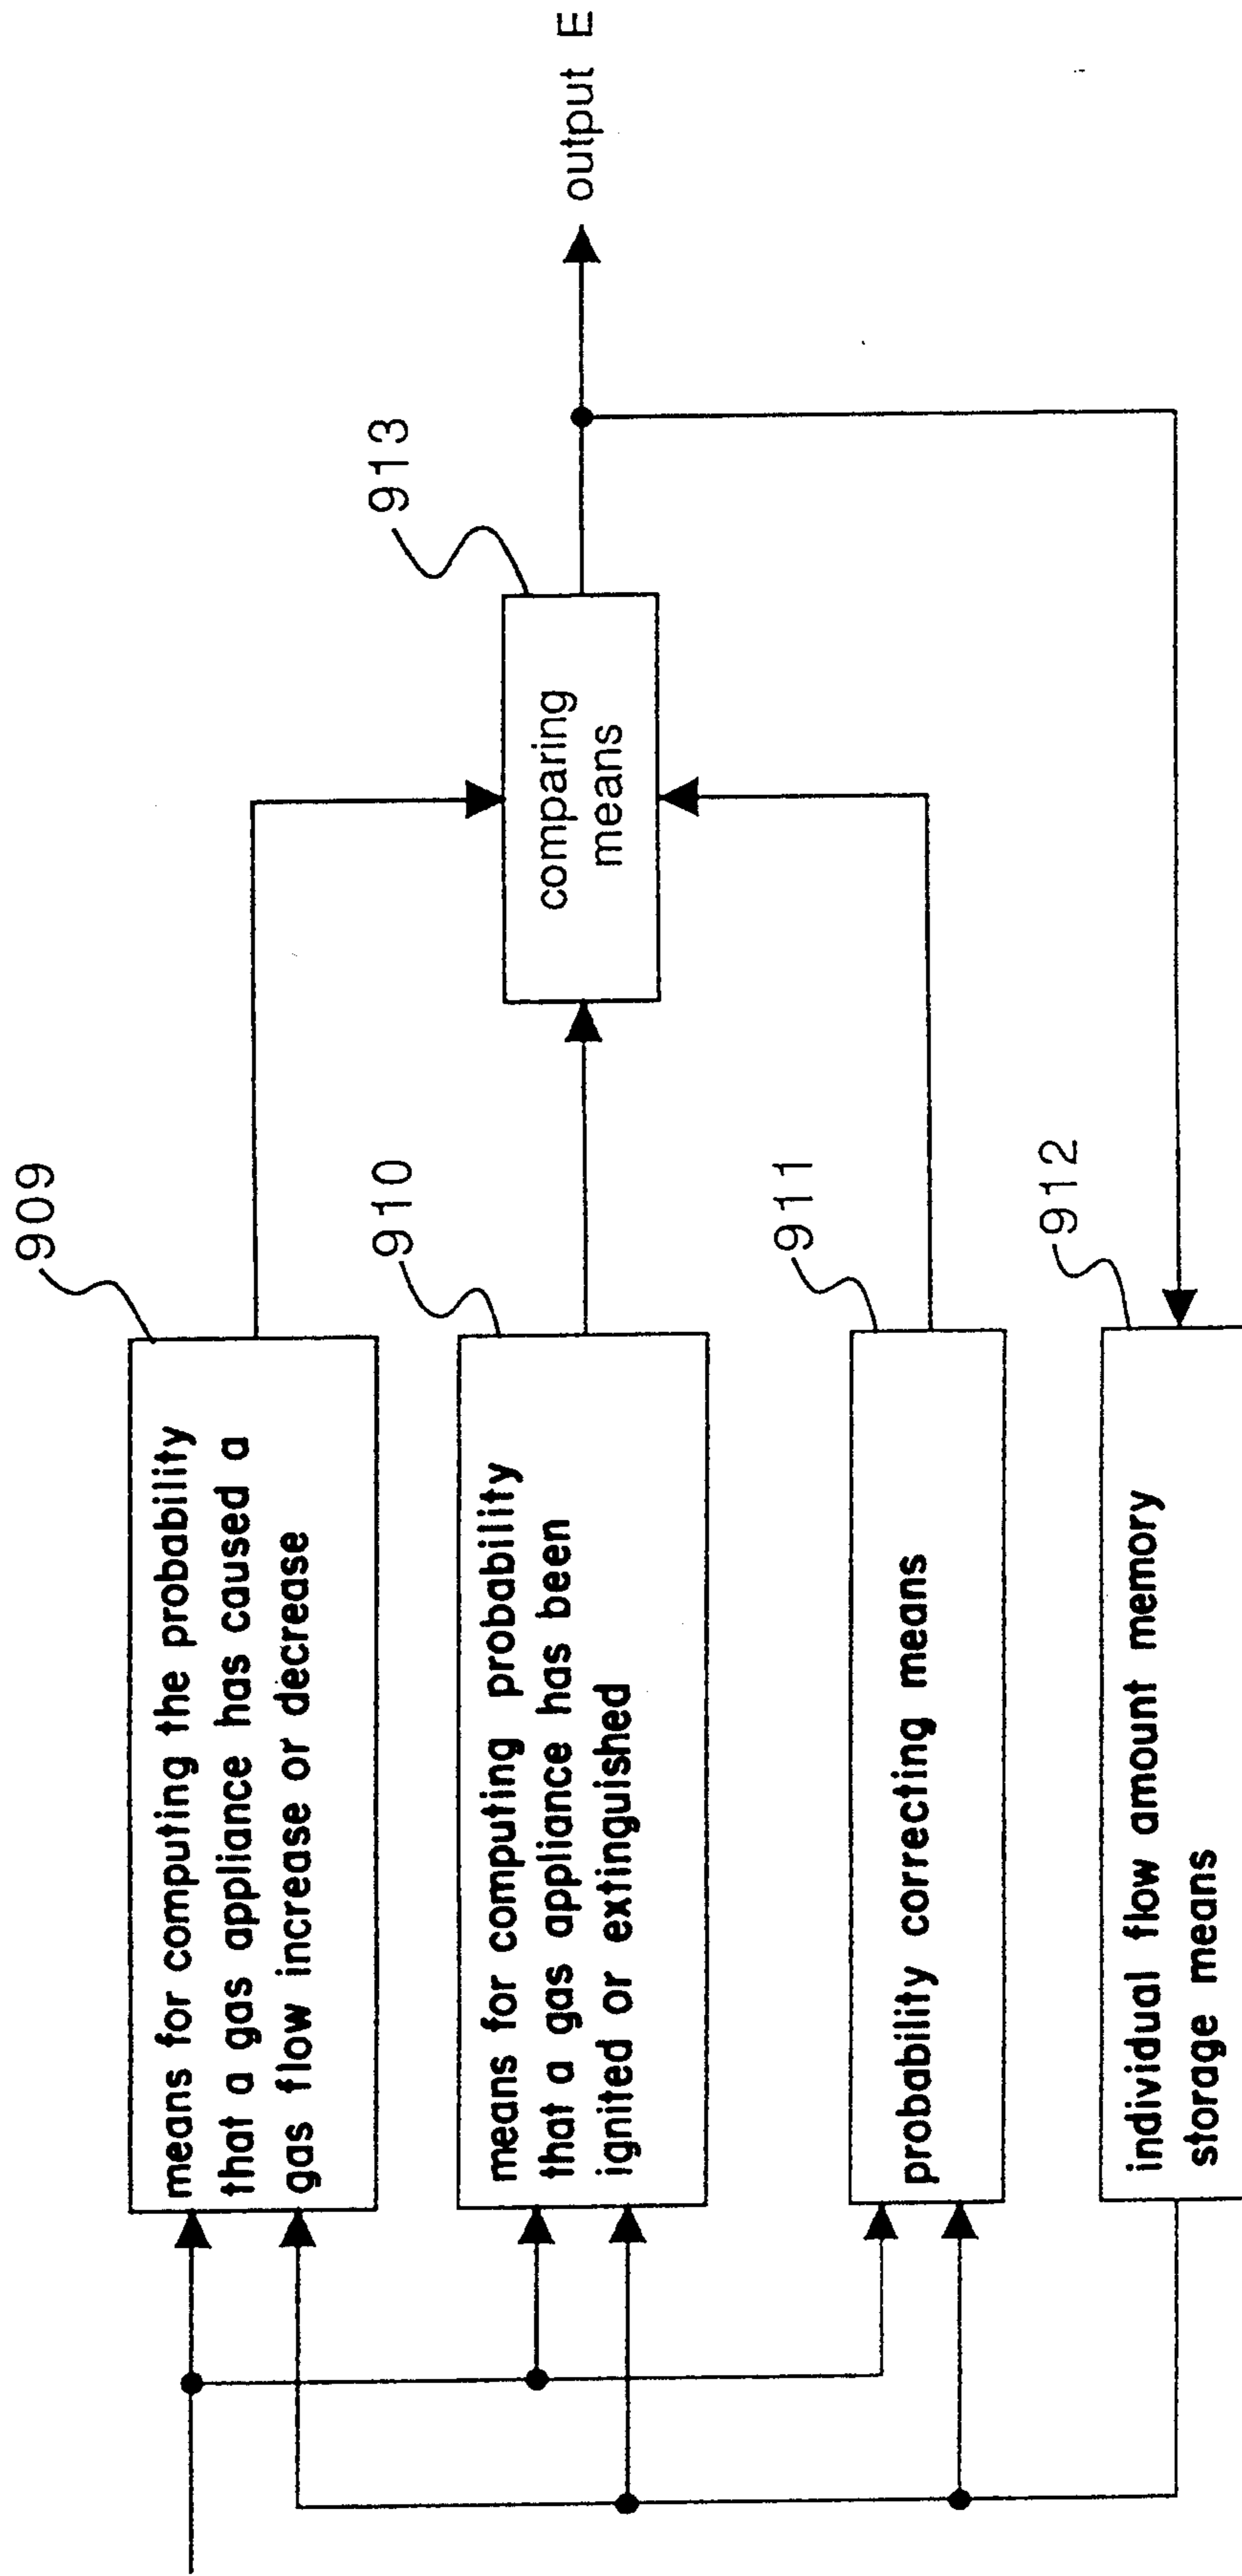 909
means for computing the probability
that a gas appliance has caused a
gas flow increase or decrease
910
means for computing probability
that a gas appliance has been
ignited or extinguished
911
probability correcting means
912
individual flow amount memory
storage means
913
comparing
means
output E